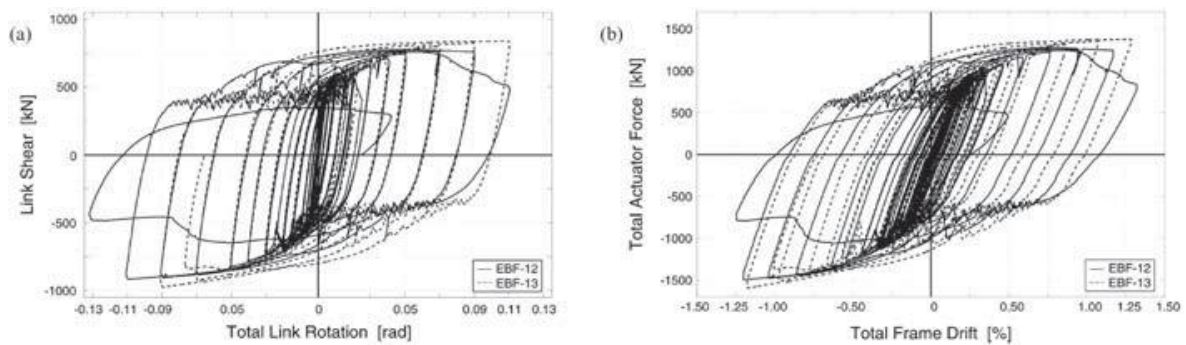 (a)
Link Shear [kN]
1000
500
0
-500
-1000
-0.13 -0.11 -0.09 -0.05 0 0.05 0.09 0.11 0.13
Total Link Rotation [rad]
EBF-12
EBF-13
(b)
Total Actuator Force [kN]
1500
1000
500
0
-500
-1000
-1500
-1.50 -1.25 -1.00 -0.50 0 0.50 1.00 1.25 1.50
Total Frame Drift [%]
EBF-12
EBF-13